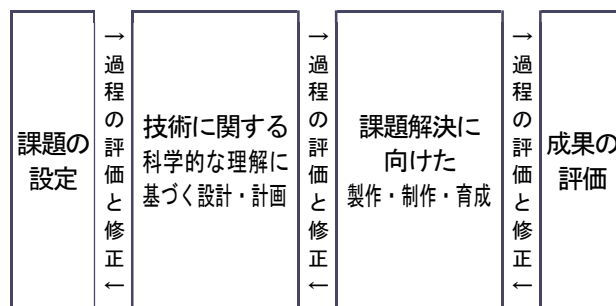 課題の
設定
→過程の評価と修正←
技術に関する
科学的な理解に
基づく設計・計画
→過程の評価と修正←
課題解決に
向けた
製作・制作・育成
→過程の評価と修正←
成果の
評価